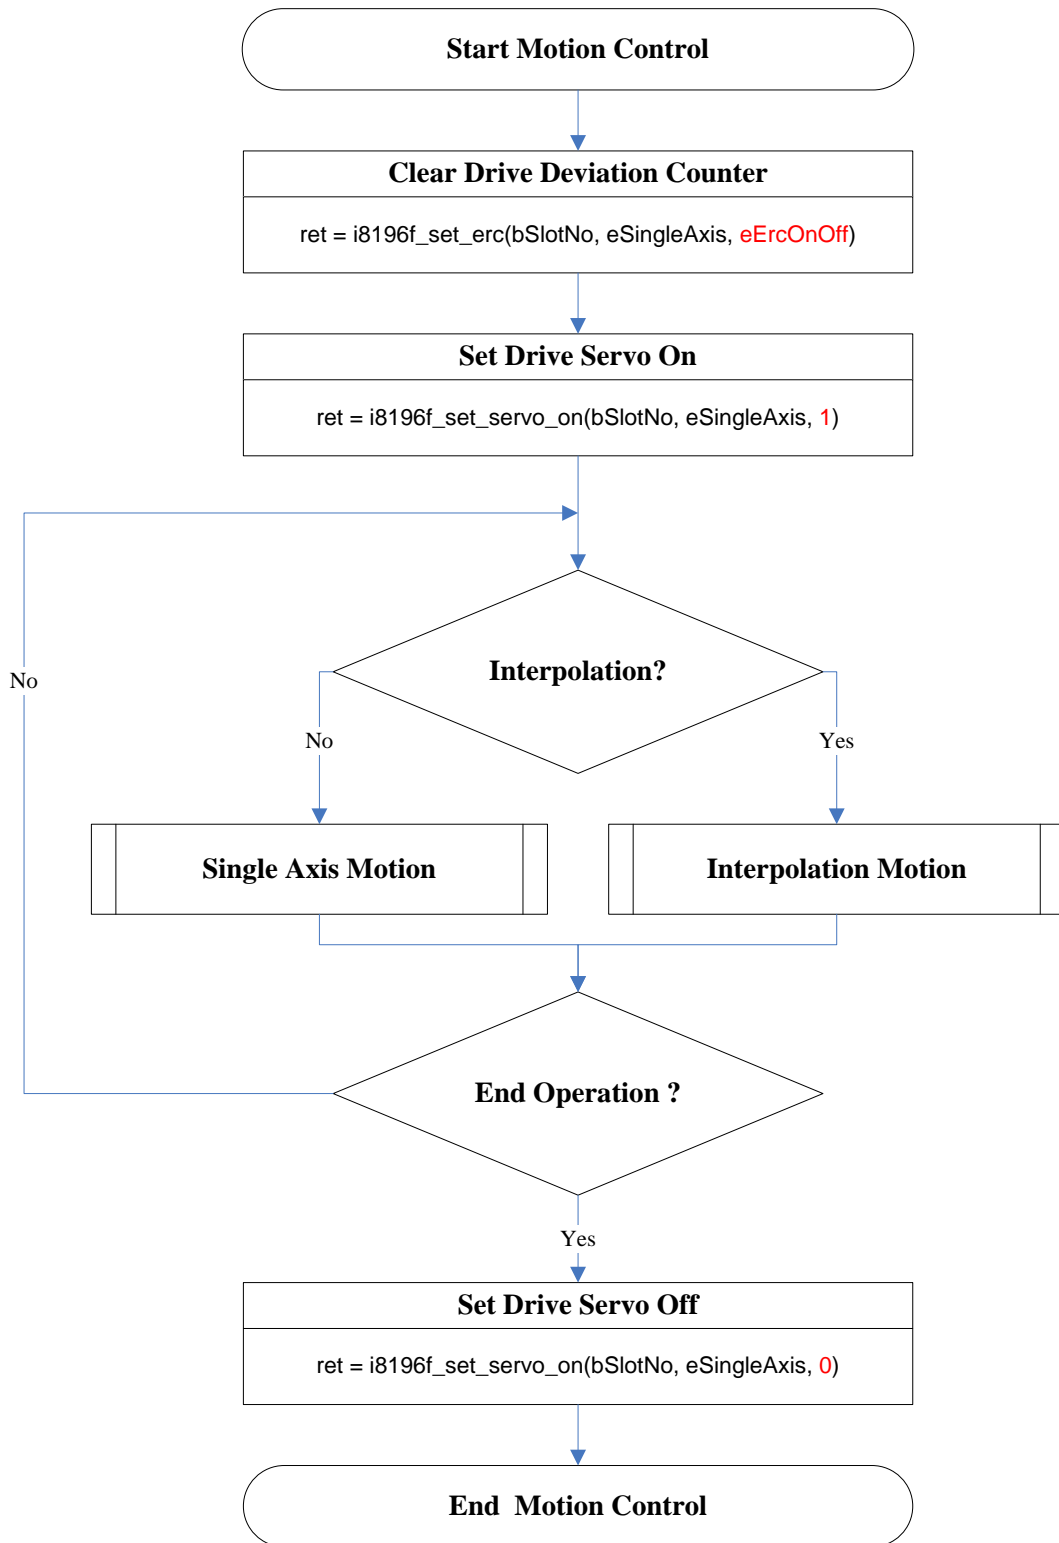 Start Motion Control
Clear Drive Deviation Counter
ret = i8196f_set_erc(bSlotNo, eSingleAxis, eErcOnOff)
Set Drive Servo On
ret = i8196f_set_servo_on(bSlotNo, eSingleAxis, 1)
Interpolation?
No
No
Yes
Single Axis Motion
Interpolation Motion
End Operation ?
Yes
Set Drive Servo Off
ret = i8196f_set_servo_on(bSlotNo, eSingleAxis, 0)
End  Motion Control